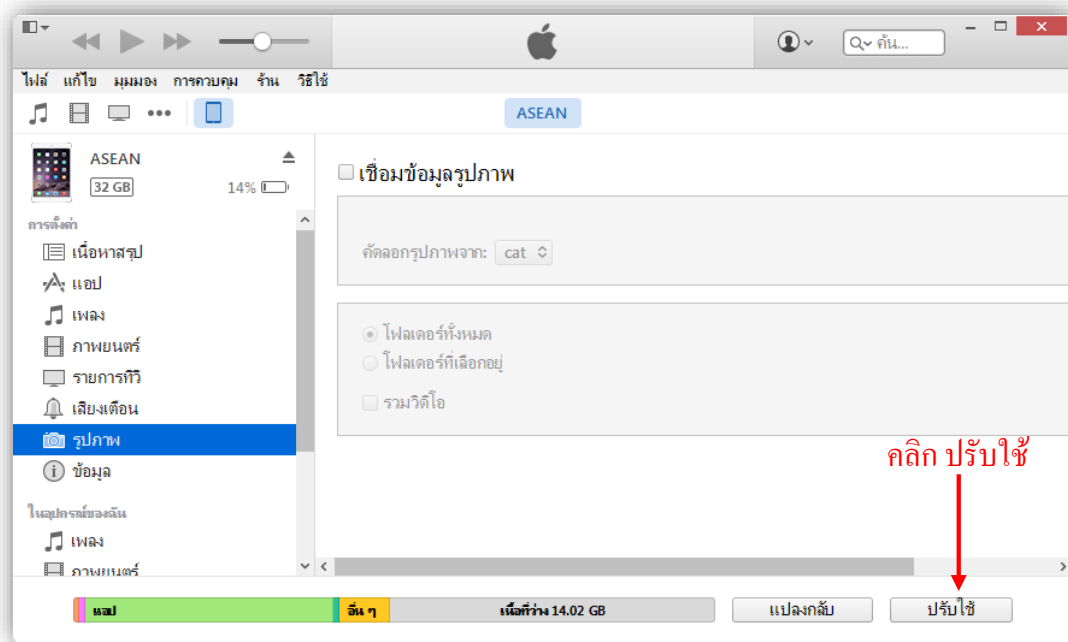 ค้น...
ไฟล์ แก้ไข มุมมอง การควบคุม ร้าน วิธีใช้
ASEAN
ASEAN
32 GB 14%
เชื่อมข้อมูลรูปภาพ
การตั้งค่า
เนื้อหาสรุป
คัดลอกรูปภาพจาก: cat
แอป
เพลง
โฟลเดอร์ทั้งหมด
ภาพยนตร์
โฟลเดอร์ที่เลือกอยู่
รายการทีวี
รวมวิดีโอ
เสียงเตือน
รูปภาพ
คลิก ปรับใช้
ข้อมูล
ในอุปกรณ์ของฉัน
เพลง
ภาพยนตร์
แอป อื่น ๆ เนื้อที่ว่าง 14.02 GB แปลงกลับ ปรับใช้